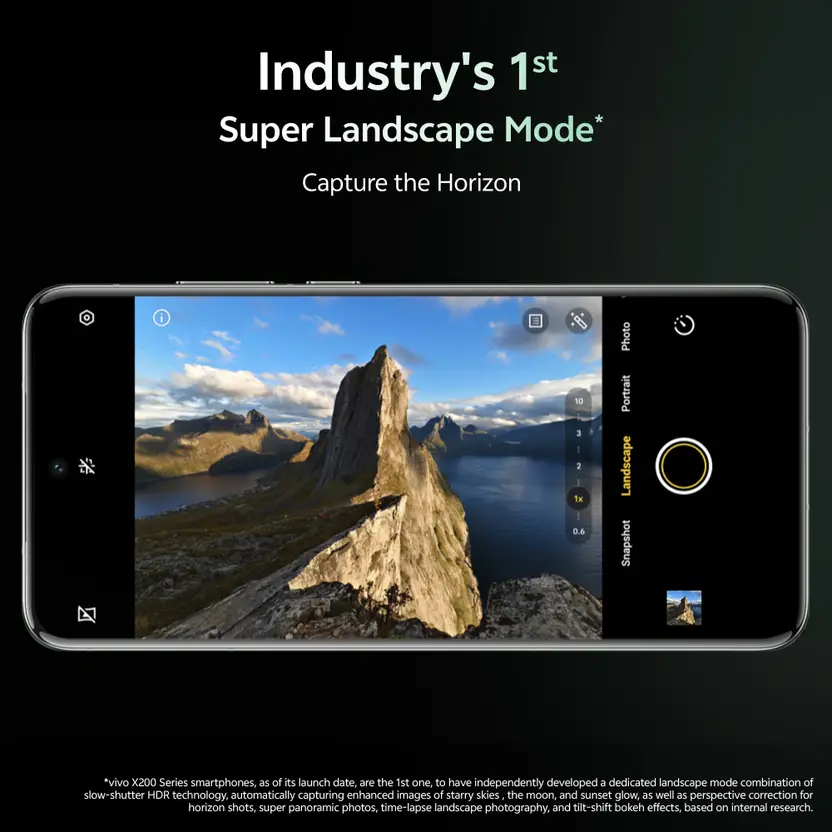 Industry's 1st
Super Landscape Mode*
Capture the Horizon
10
3
2
1x
0.6
Photo
Portrait
Landscape
Snapshot
*vivo X200 Series smartphones, as of its launch date, are the 1st one, to have independently developed a dedicated landscape mode combination of
slow-shutter HDR technology, automatically capturing enhanced images of starry skies , the moon, and sunset glow, as well as perspective correction for
horizon shots, super panoramic photos, time-lapse landscape photography, and tilt-shift bokeh effects, based on internal research.